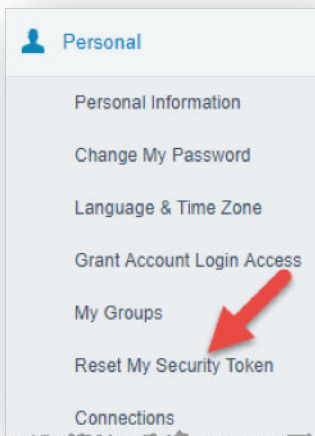 Personal
Personal Information
Change My Password
Language & Time Zone
Grant Account Login Access
My Groups
Reset My Security Token
Connections